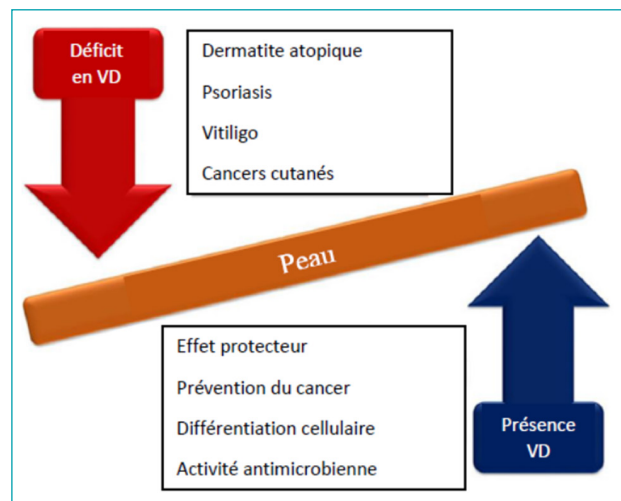 Déficit
en VD
Dermatite atopique
Psoriasis
Vitiligo
Cancers cutanés
Peau
Effet protecteur
Prévention du cancer
Différentiation cellulaire
Activité antimicrobienne
Présence
VD